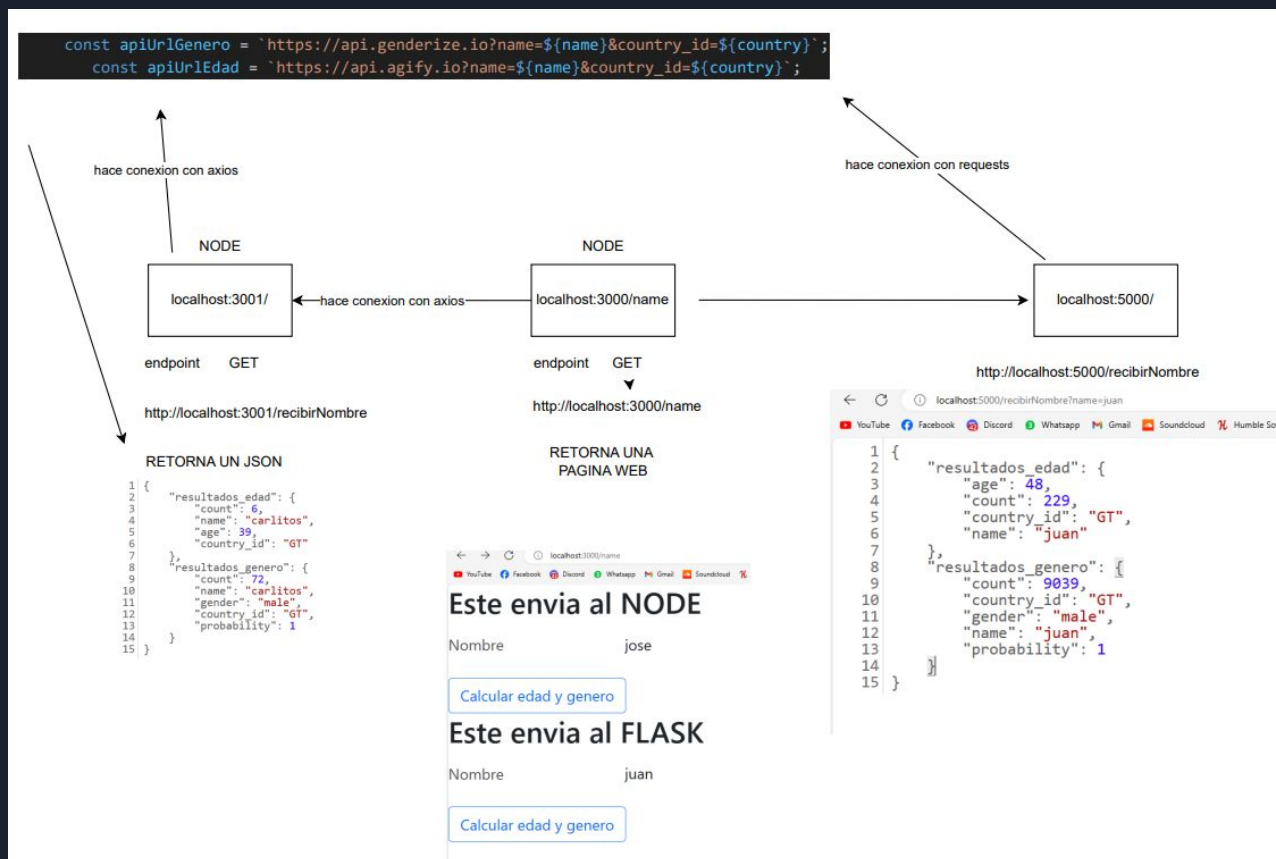 const apiUrlGenero = `https://api.genderize.io?name=${name}&country_id=${country}`;
const apiUrlEdad = `https://api.agify.io?name=${name}&country_id=${country}`;
hace conexion con axios
hace conexion con requests
NODE
NODE
localhost:3001/
hace conexion con axios
localhost:3000/name
localhost:5000/
endpoint GET
endpoint GET
http://localhost:5000/recibirNombre
http://localhost:3001/recibirNombre
http://localhost:3000/name
RETORNA UN JSON
1 {
2 "resultados_edad": {
3 "count": 6,
4 "name": "carlitos",
5 "age": 39,
6 "country_id": "GT"
7 },
8 "resultados_genero": {
9 "count": 72,
10 "name": "carlitos",
11 "gender": "male",
12 "country_id": "GT",
13 "probability": 1
14 }
15 }
RETORNA UNA
PAGINA WEB
localhost:3000/name
YouTube Facebook Discord Whatsapp Gmail Soundcloud
Este envia al NODE
Nombre jose
Calcular edad y genero
Este envia al FLASK
Nombre juan
Calcular edad y genero
localhost:5000/recibirNombre?name=juan
YouTube Facebook Discord Whatsapp Gmail Soundcloud Humble So
1 {
2 "resultados_edad": {
3 "age": 48,
4 "count": 229,
5 "country_id": "GT",
6 "name": "juan"
7 },
8 "resultados_genero": {
9 "count": 9039,
10 "country_id": "GT",
11 "gender": "male",
12 "name": "juan",
13 "probability": 1
14 }
15 }